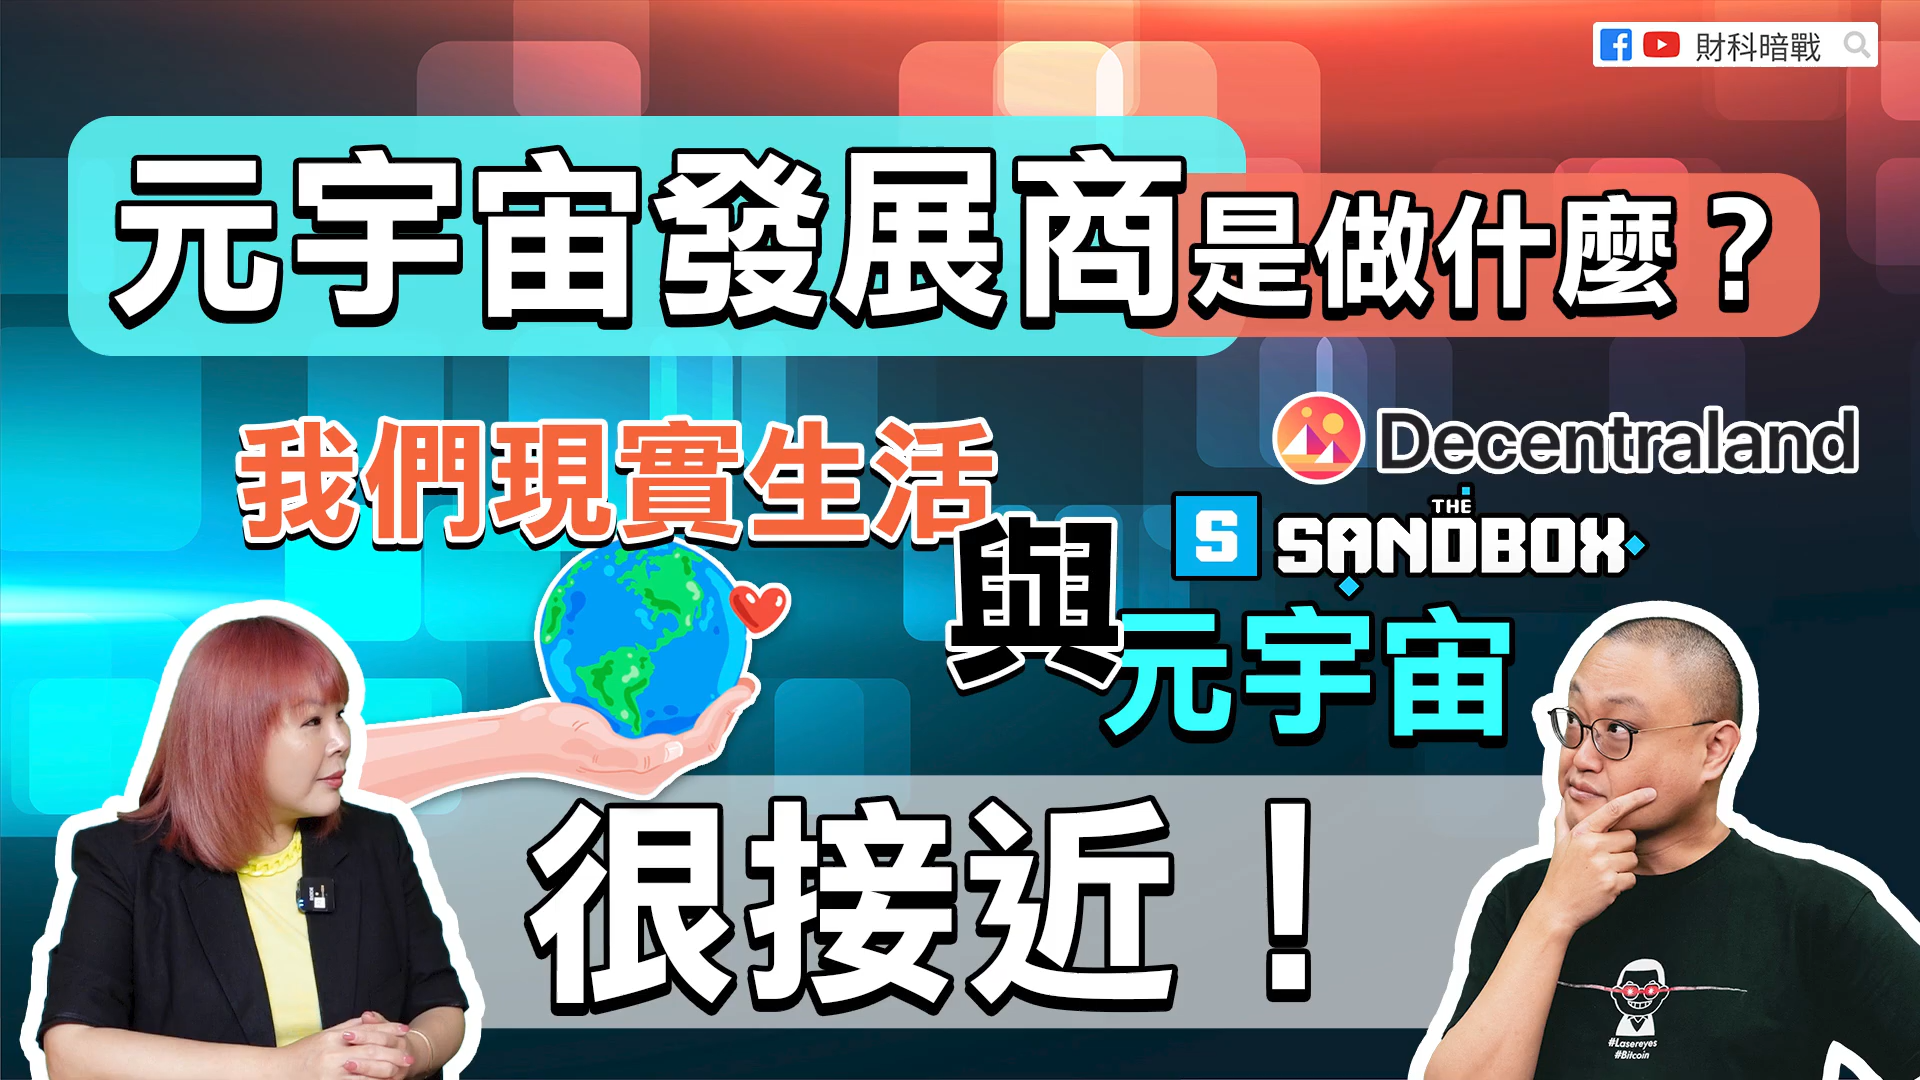 財科暗戰
元宇宙發展商是做什麼？
我們現實生活
Decentraland
S THE SANDBOX
與
元宇宙
很接近！
#Lasereyes
#Bitcoin